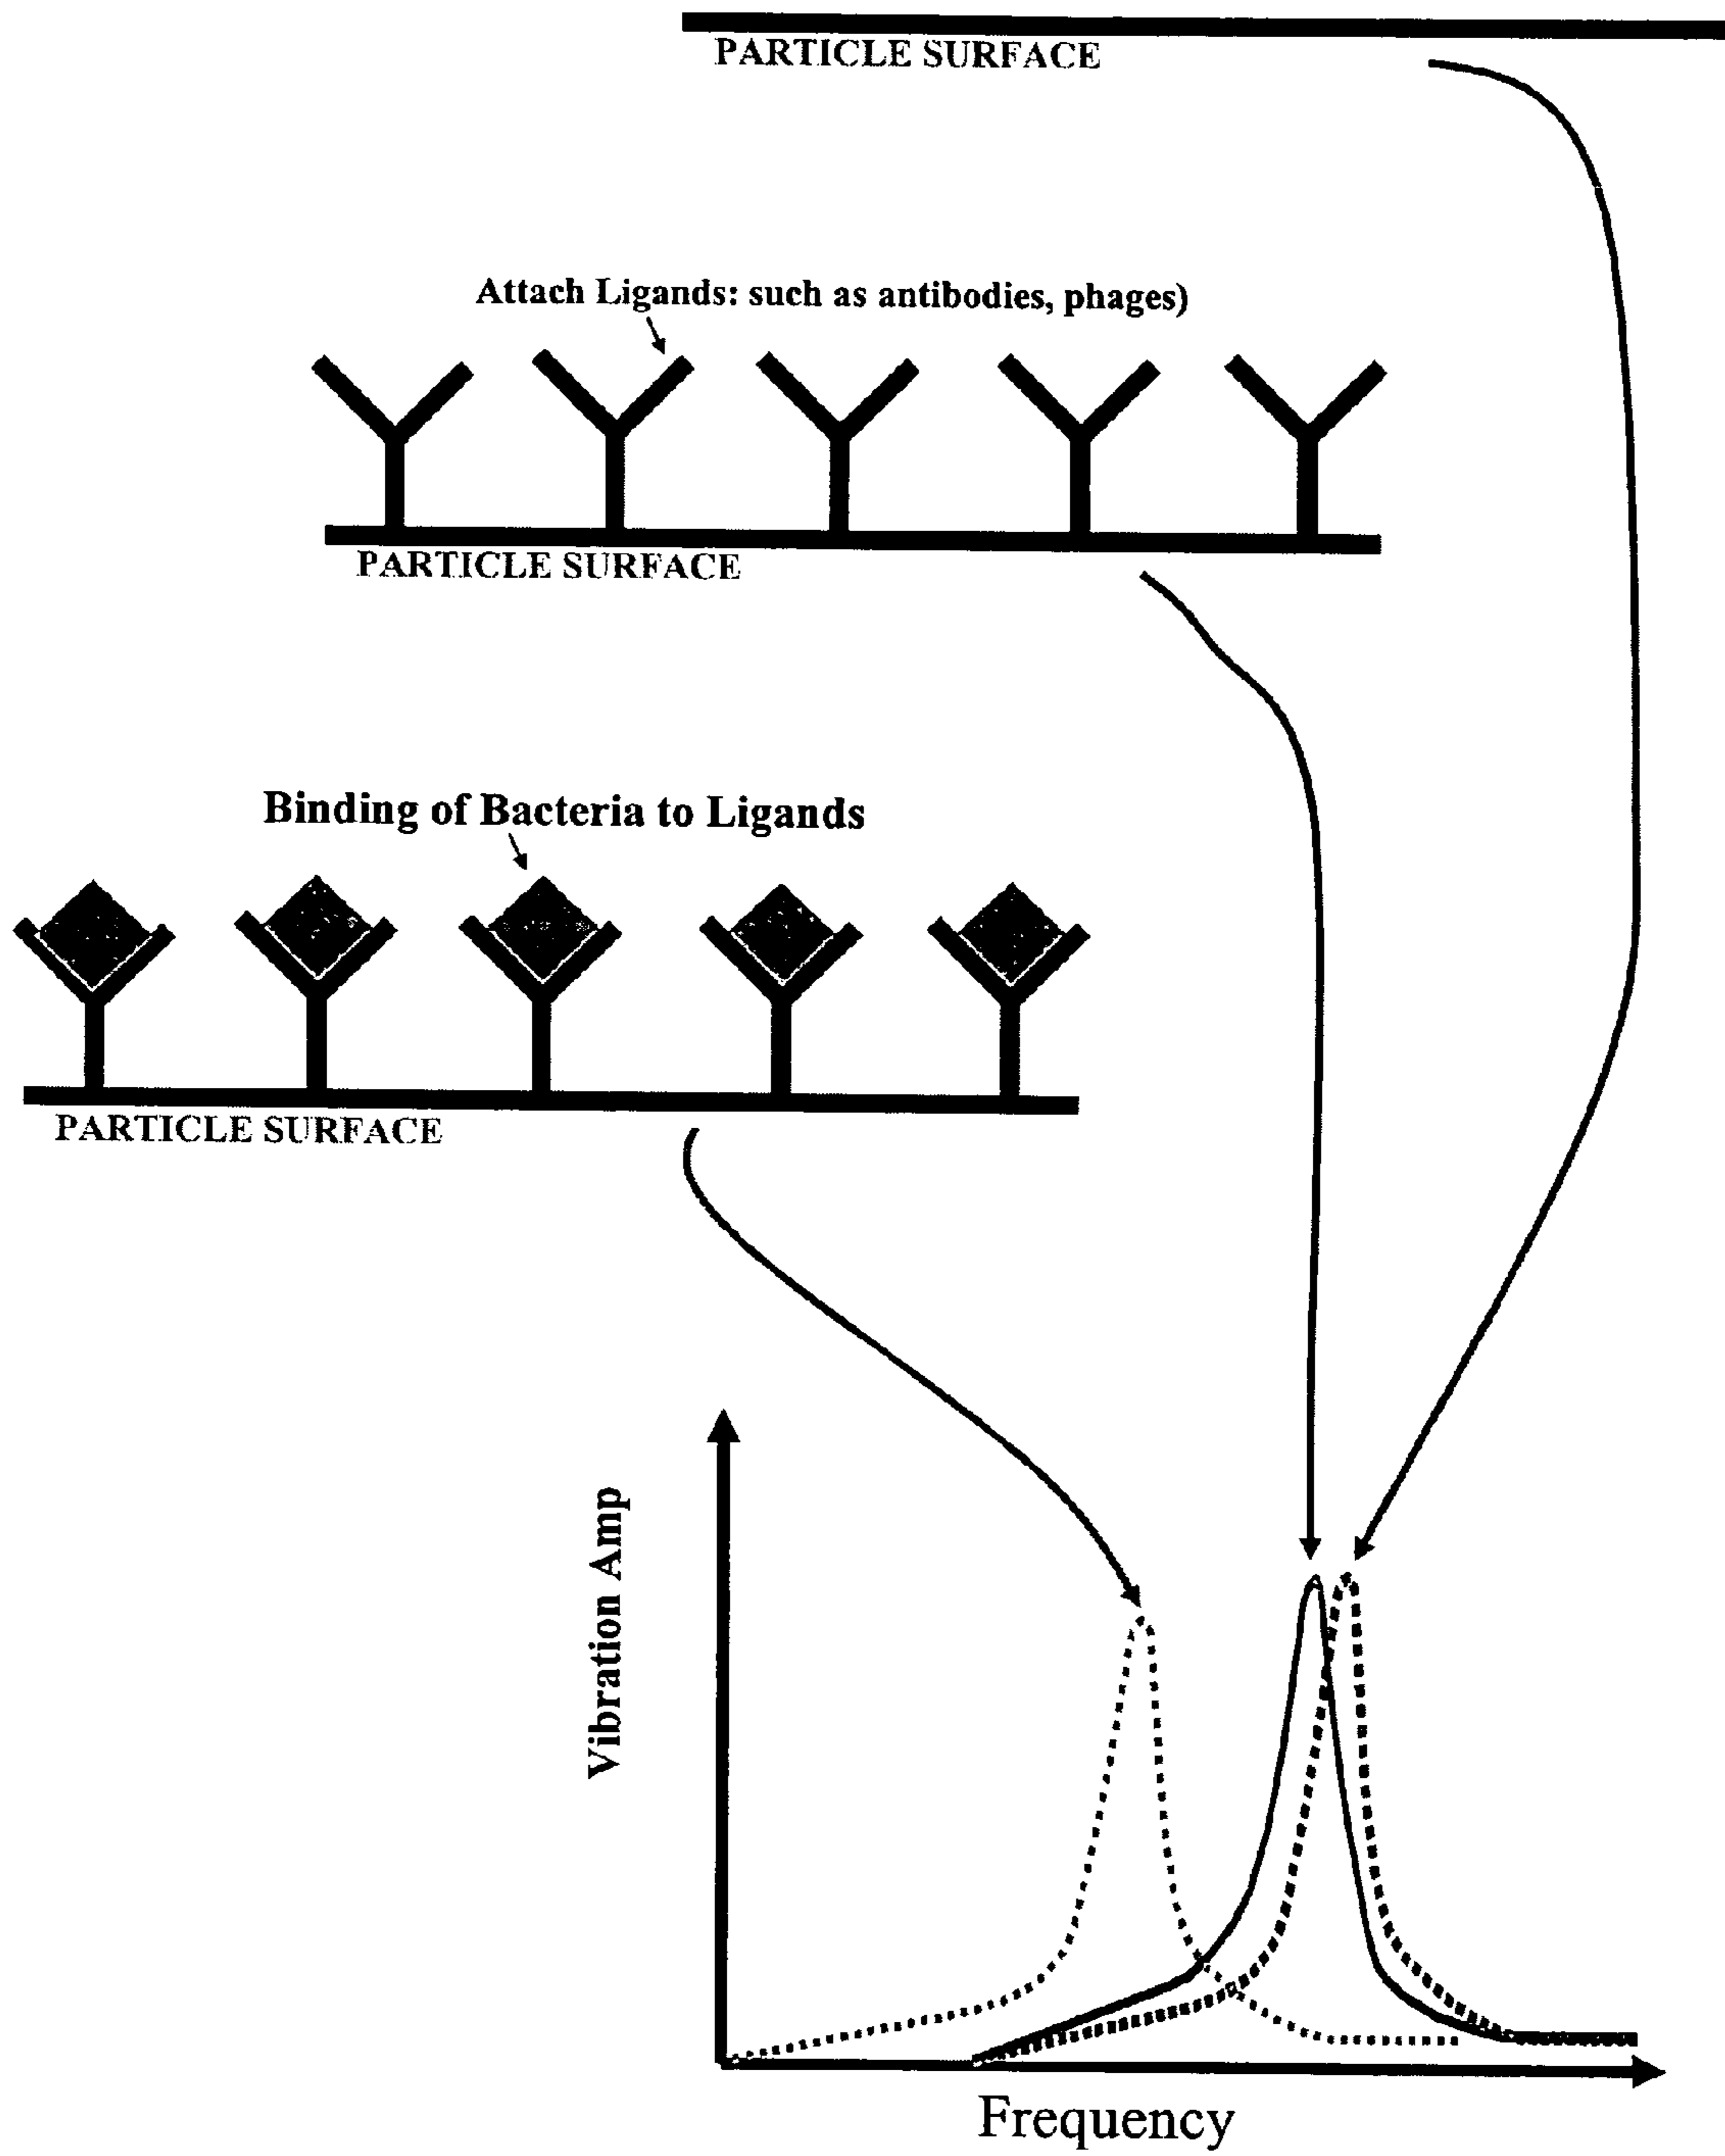 PARTICLE SURFACE
Attach Ligands: such as antibodies, phages)
PARTICLE SURFACE
Binding of Bacteria to Ligands
PARTICLE SURFACE
Vibration Amp
Frequency